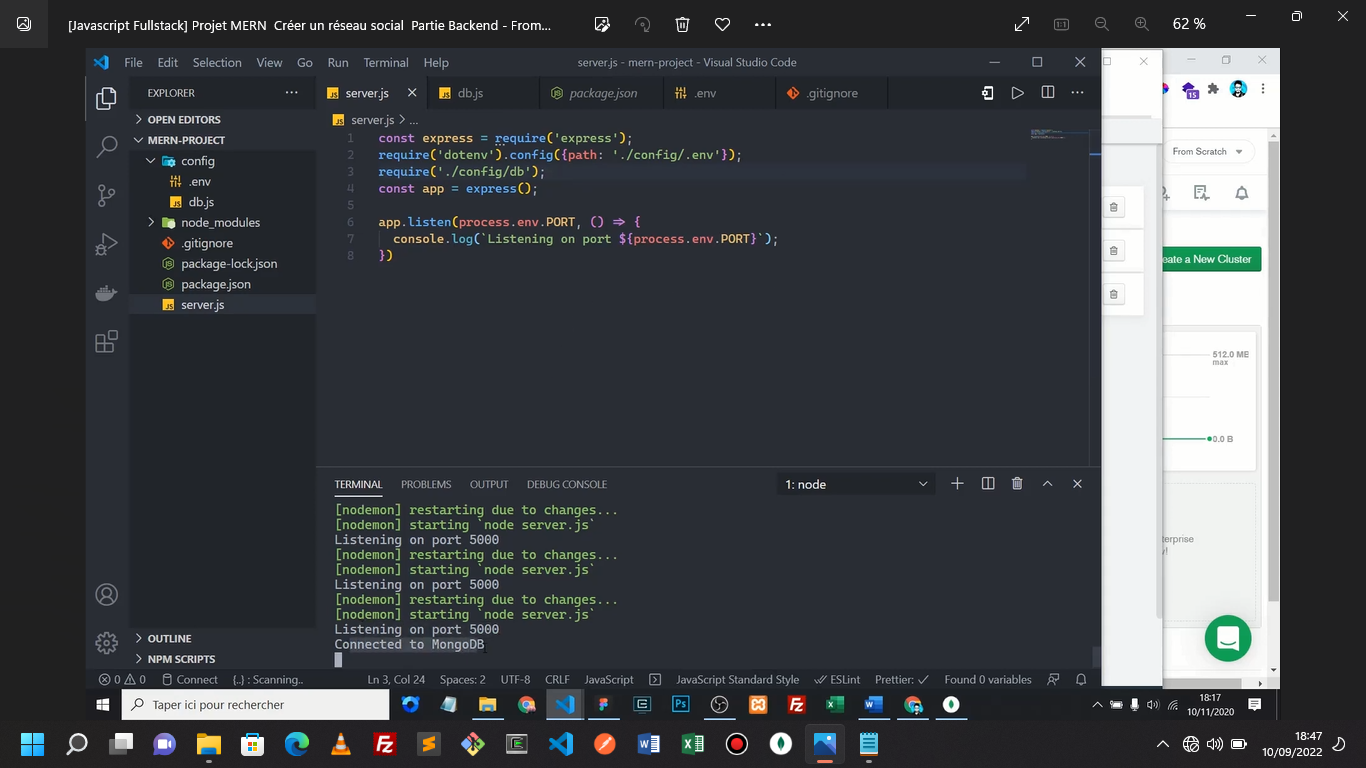 [Javascript Fullstack] Projet MERN Créer un réseau social Partie Backend - From...
62 %
File Edit Selection View Go Run Terminal Help
server.js - mern-project - Visual Studio Code
EXPLORER
server.js
db.js
package.json
.env
.gitignore
OPEN EDITORS
MERN-PROJECT
config
.env
db.js
node_modules
.gitignore
package-lock.json
package.json
server.js
OUTLINE
NPM SCRIPTS
server.js > ...
1 const express = require('express');
2 require('dotenv').config({path: './config/.env'});
3 require('./config/db');
4 const app = express();
5
6 app.listen(process.env.PORT, () => {
7 console.log(`Listening on port ${process.env.PORT}`);
8 })
TERMINAL PROBLEMS OUTPUT DEBUG CONSOLE
1: node
[nodemon] restarting due to changes...
[nodemon] starting `node server.js`
Listening on port 5000
[nodemon] restarting due to changes...
[nodemon] starting `node server.js`
Listening on port 5000
[nodemon] restarting due to changes...
[nodemon] starting `node server.js`
Listening on port 5000
Connected to MongoDB
0 0 Connect {..} : Scanning.. Ln 3, Col 24 Spaces: 2 UTF-8 CRLF JavaScript JavaScript Standard Style ESLint Prettier: Found 0 variables
15
From Scratch
eate a New Cluster
512.0 MB
max
0.0 B
terprise
y!
Taper ici pour rechercher
18:17
10/11/2020
18:47
10/09/2022